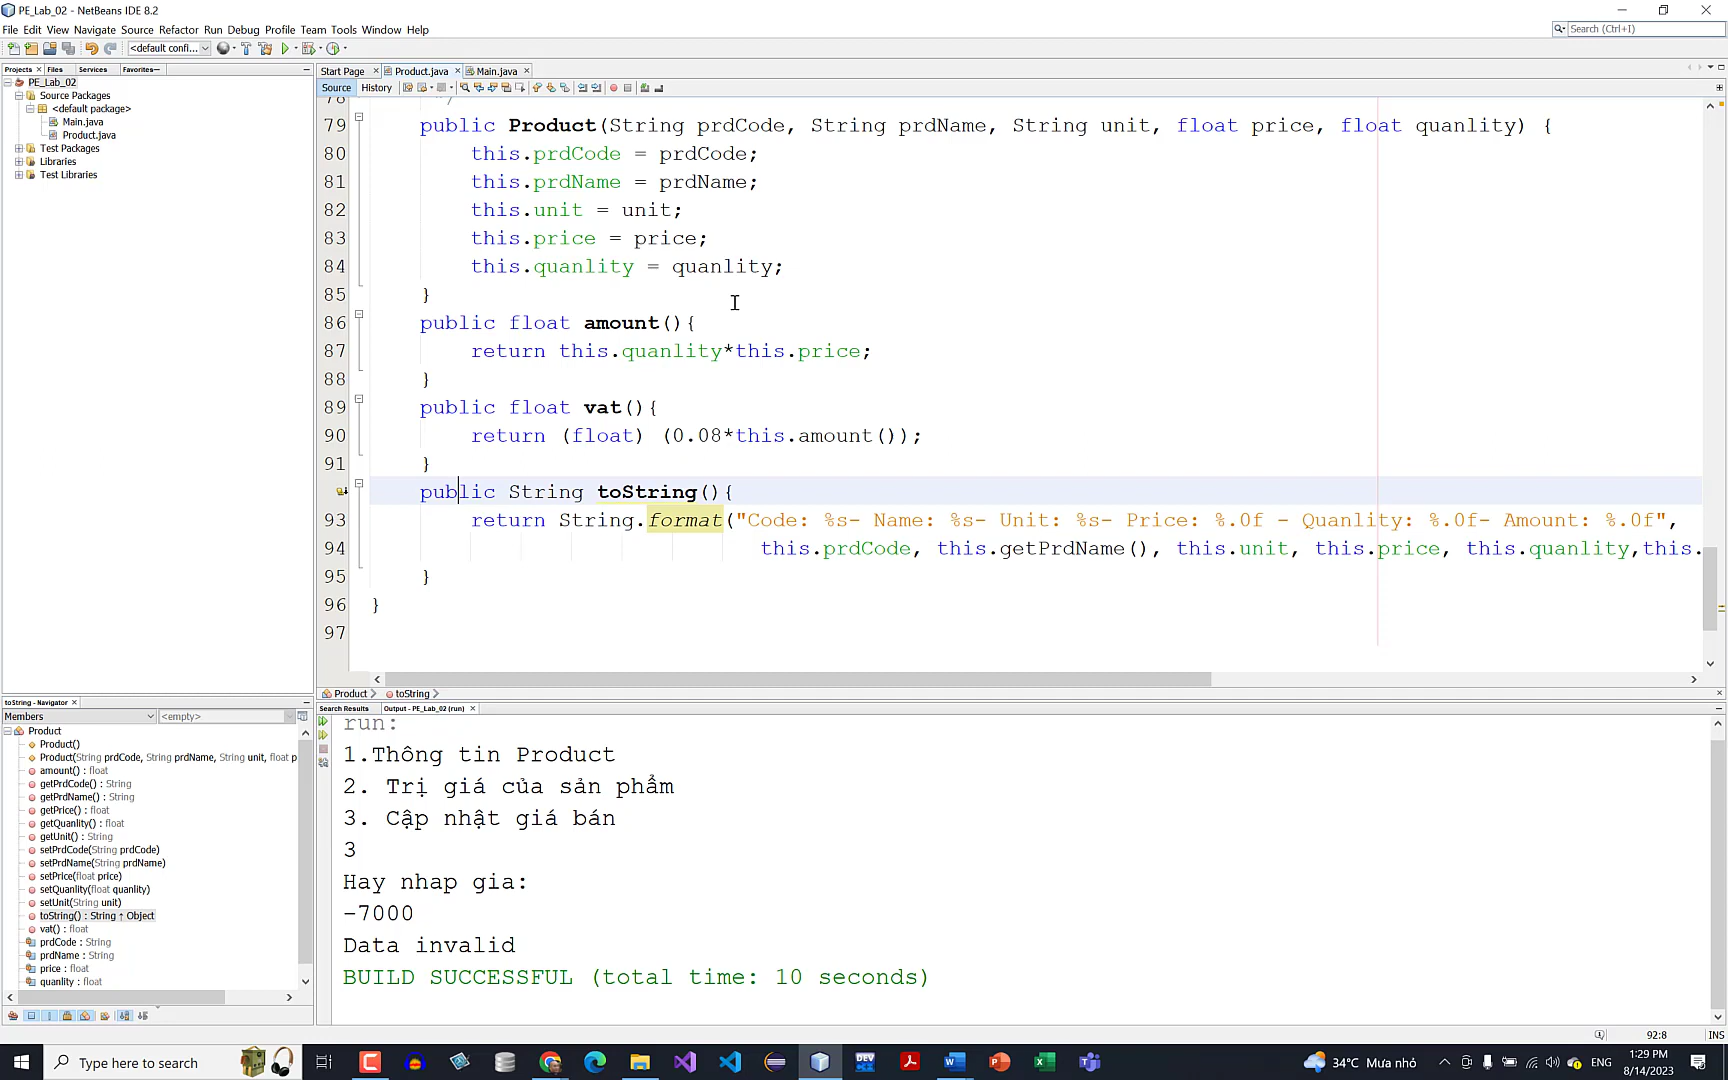 PE_Lab_02 - NetBeans IDE 8.2
File Edit View Navigate Source Refactor Run Debug Profile Team Tools Window Help
Search (Ctrl+I)
<default confi...
Projects Files Services Favorites
Start Page Product.java Main.java
Source History
PE_Lab_02
Source Packages
<default package>
Main.java
Product.java
Test Packages
Libraries
Test Libraries
78 */
79 public Product(String prdCode, String prdName, String unit, float price, float quanlity) {
80 this.prdCode = prdCode;
81 this.prdName = prdName;
82 this.unit = unit;
83 this.price = price;
84 this.quanlity = quanlity;
85 }
86 public float amount(){
87 return this.quanlity*this.price;
88 }
89 public float vat(){
90 return (float) (0.08*this.amount());
91 }
public String toString(){
93 return String.format("Code: %s- Name: %s- Unit: %s- Price: %.0f - Quanlity: %.0f- Amount: %.0f",
94 this.prdCode, this.getPrdName(), this.unit, this.price, this.quanlity,this.
95 }
96 }
97
Product toString
toString - Navigator
Members <empty>
Product
Product()
Product(String prdCode, String prdName, String unit, float p
amount() : float
getPrdCode() : String
getPrdName() : String
getPrice() : float
getQuanlity() : float
getUnit() : String
setPrdCode(String prdCode)
setPrdName(String prdName)
setPrice(float price)
setQuanlity(float quanlity)
setUnit(String unit)
toString() : String ↑ Object
vat() : float
prdCode : String
prdName : String
price : float
quanlity : float
Search Results Output - PE_Lab_02 (run)
run:
1.Thông tin Product
2. Trị giá của sản phẩm
3. Cập nhật giá bán
3
Hay nhap gia:
-7000
Data invalid
BUILD SUCCESSFUL (total time: 10 seconds)
92:8 INS
Type here to search
DEV
34°C Mưa nhỏ
ENG
1:29 PM
8/14/2023